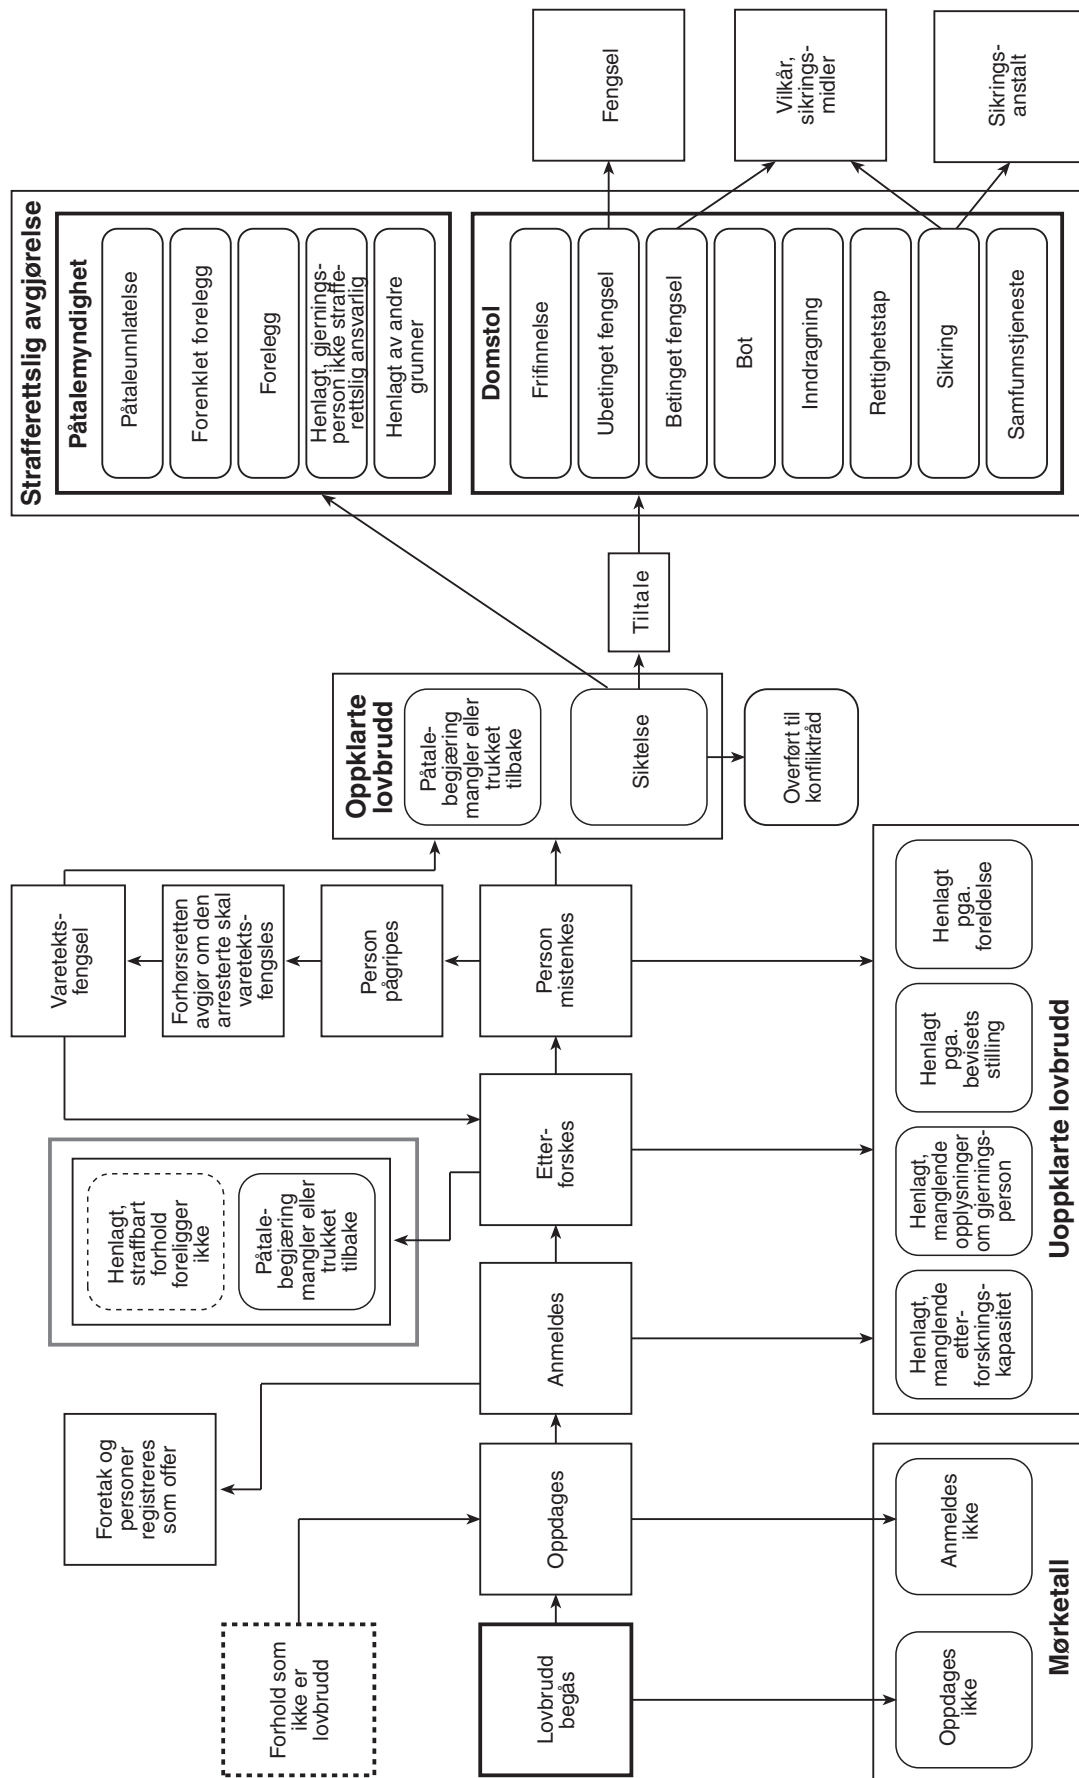 Forhold som
ikke er
lovbrudd
Lovbrudd
begås
Oppdages
ikke
Anmeldes
ikke
Mørketall
Foretak og
personer
registreres
som offer
Oppdages
Anmeldes
Henlagt,
straffbart
forhold
foreligger
ikke
Påtale-
begjæring
mangler eller
trukket
tilbake
Etter-
forskes
Varetekts-
fengsel
Forhørsretten
avgjør om den
arresterte skal
varetekts-
fengsles
Person
pågripes
Person
mistenkes
Henlagt,
manglende
etter-
forsknings-
kapasitet
Henlagt,
manglende
opplysninger
om gjernings-
person
Henlagt
pga.
bevisets
stilling
Henlagt
pga.
foreldelse
Uoppklarte lovbrudd
Oppklarte
lovbrudd
Påtale-
begjæring
mangler eller
trukket
tilbake
Siktelse
Overført til
konfliktråd
Tiltale
Strafferettslig avgjørelse
Påtalemyndighet
Påtaleunnlatelse
Forenklet forelegg
Forelegg
Henlagt, gjernings-
person ikke straffe-
rettslig ansvarlig
Henlagt av andre
grunner
Domstol
Frifinnelse
Ubetinget fengsel
Betinget fengsel
Bot
Inndragning
Rettighetstap
Sikring
Samfunnstjeneste
Fengsel
Vilkår,
sikrings-
midler
Sikrings-
anstalt